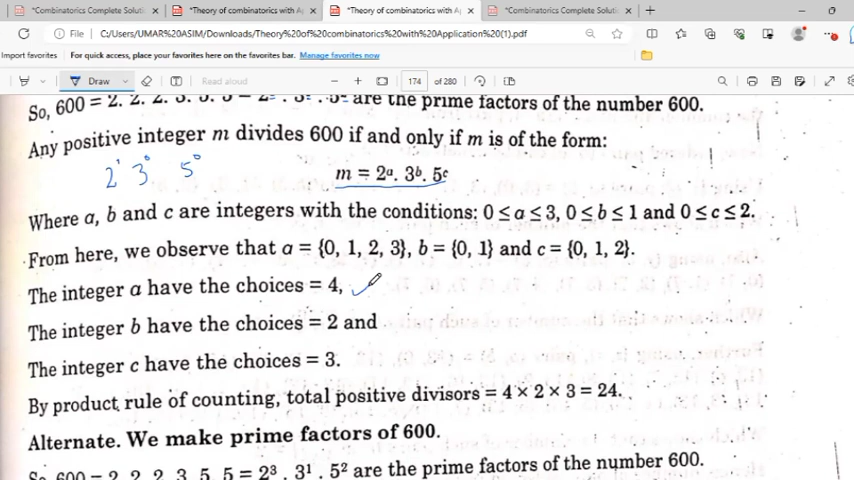 *Combinatorics Complete Soluti
*Theory of combinatorics with A
*Theory of combinatorics with Ap
*Combinatorics Complete Soluti
File
C:/Users/UMAR%20ASIM/Downloads/Theory%20of%20combinatorics%20with%20Application%20(1).pdf
Import favorites
For quick access, place your favorites here on the favorites bar. Manage favorites now
Draw
Read aloud
174 of 280
So, 600 = 2. 2. 2. 3. 5. 5 = 2³ . 3¹ . 5² are the prime factors of the number 600.
Any positive integer m divides 600 if and only if m is of the form:
2¹ 3⁰ 5⁰
m = 2ᵃ. 3ᵇ. 5ᶜ
Where a, b and c are integers with the conditions; 0 ≤ a ≤ 3, 0 ≤ b ≤ 1 and 0 ≤ c ≤ 2.
From here, we observe that a = {0, 1, 2, 3}, b = {0, 1} and c = {0, 1, 2}.
The integer a have the choices = 4,
The integer b have the choices = 2 and
The integer c have the choices = 3.
By product rule of counting, total positive divisors = 4 × 2 × 3 = 24.
Alternate. We make prime factors of 600.
So, 600 = 2. 2. 2. 3. 5. 5 = 2³ . 3¹ . 5² are the prime factors of the number 600.